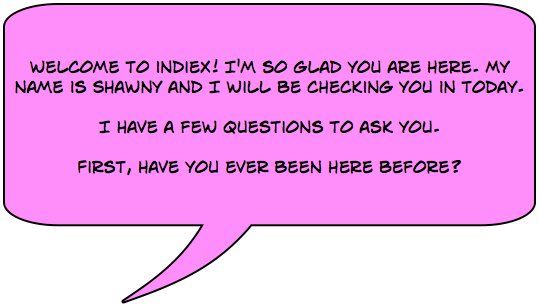 WELCOME TO INDIEX! I'M SO GLAD YOU ARE HERE. MY
NAME IS SHAWNY AND I WILL BE CHECKING YOU IN TODAY.
I HAVE A FEW QUESTIONS TO ASK YOU.
FIRST, HAVE YOU EVER BEEN HERE BEFORE?